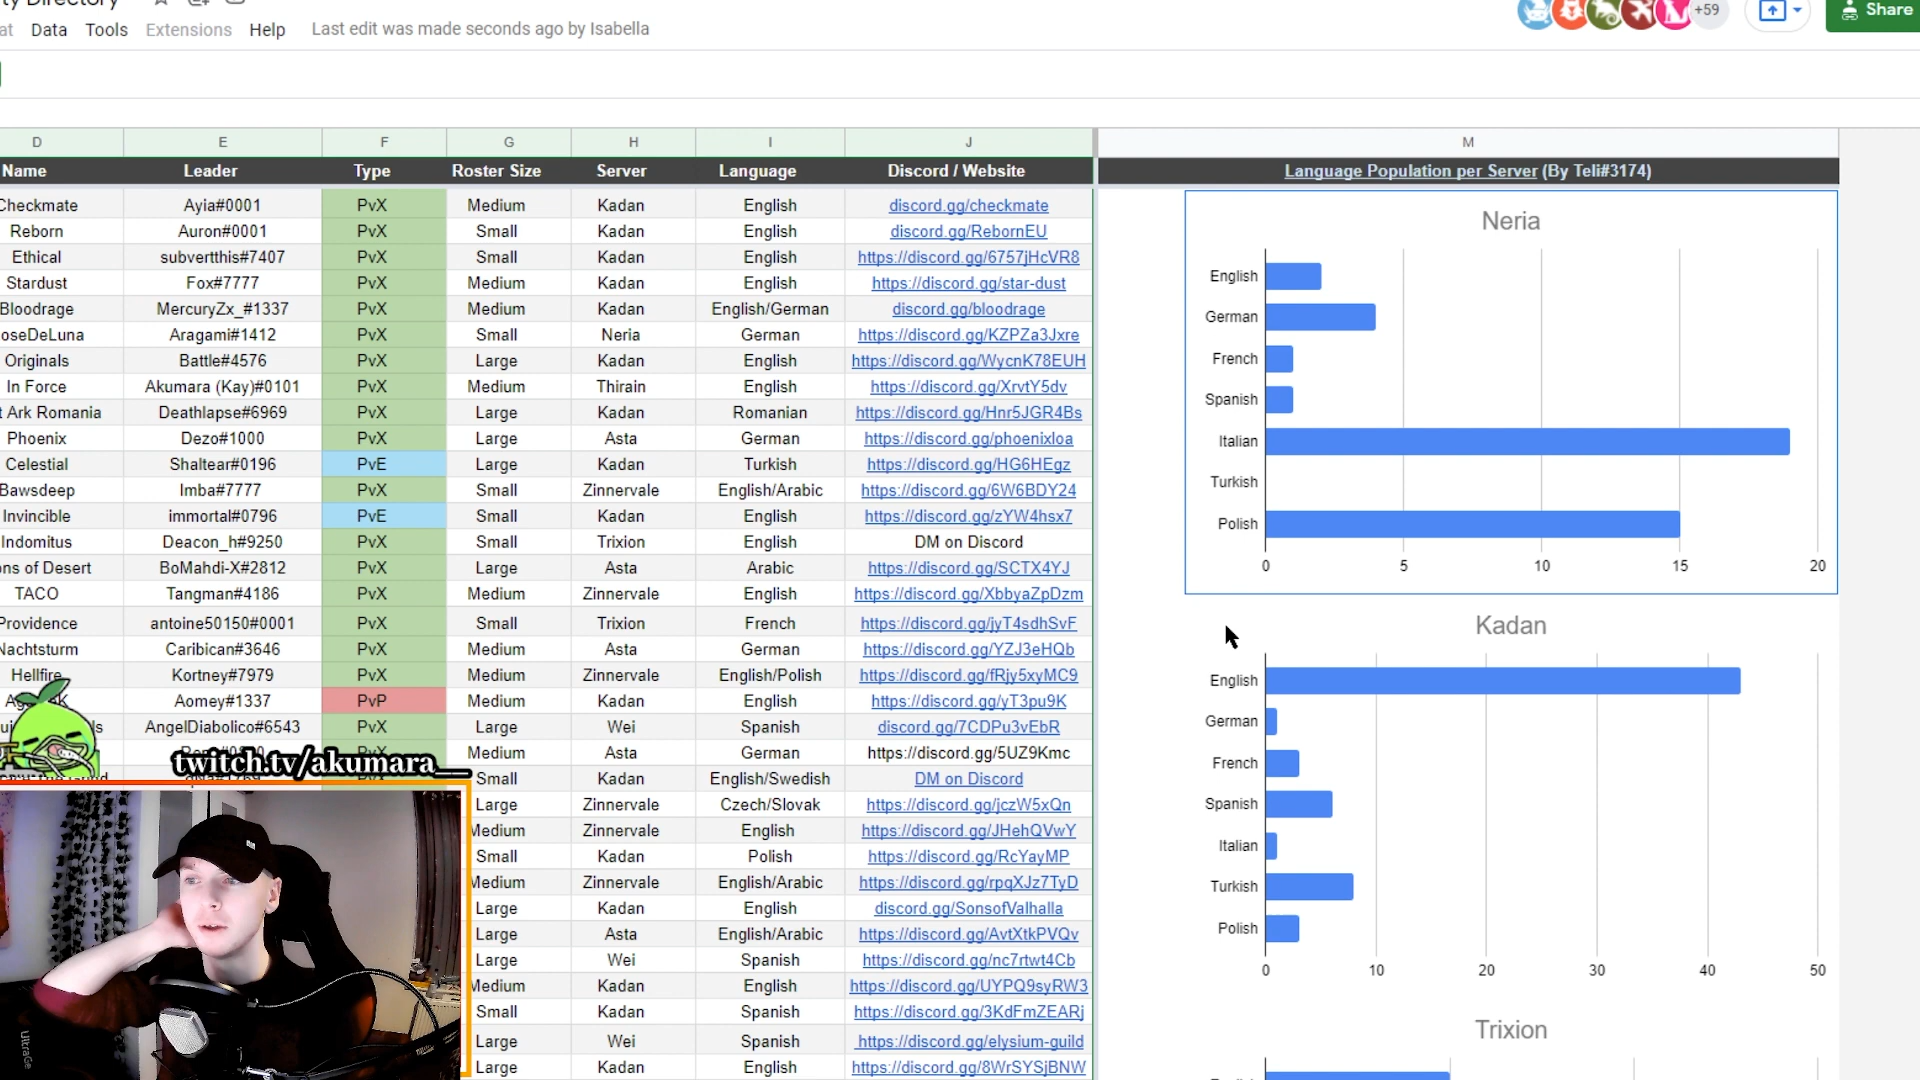 ty Directory
at Data Tools Extensions Help Last edit was made seconds ago by Isabella +59 Share
D E F G H I J M
Name Leader Type Roster Size Server Language Discord / Website Language Population per Server (By Teli#3174)
Checkmate Ayia#0001 PvX Medium Kadan English discord.gg/checkmate
Reborn Auron#0001 PvX Small Kadan English discord.gg/RebornEU
Ethical subvertthis#7407 PvX Small Kadan English https://discord.gg/6757jHcVR8
Stardust Fox#7777 PvX Medium Kadan English https://discord.gg/star-dust
Bloodrage MercuryZx_#1337 PvX Medium Kadan English/German discord.gg/bloodrage
oseDeLuna Aragami#1412 PvX Small Neria German https://discord.gg/KZPZa3Jxre
Originals Battle#4576 PvX Large Kadan English https://discord.gg/WycnK78EUH
In Force Akumara (Kay)#0101 PvX Medium Thirain English https://discord.gg/XrvtY5dv
t Ark Romania Deathlapse#6969 PvX Large Kadan Romanian https://discord.gg/Hnr5JGR4Bs
Phoenix Dezo#1000 PvX Large Asta German https://discord.gg/phoenixloa
Celestial Shaltear#0196 PvE Large Kadan Turkish https://discord.gg/HG6HEgz
Bawsdeep Imba#7777 PvX Small Zinnervale English/Arabic https://discord.gg/6W6BDY24
Invincible immortal#0796 PvE Small Kadan English https://discord.gg/zYW4hsx7
Indomitus Deacon_h#9250 PvX Small Trixion English DM on Discord
ons of Desert BoMahdi-X#2812 PvX Large Asta Arabic https://discord.gg/SCTX4YJ
TACO Tangman#4186 PvX Medium Zinnervale English https://discord.gg/XbbyaZpDzm
Providence antoine50150#0001 PvX Small Trixion French https://discord.gg/jyT4sdhSvF
Nachtsturm Caribican#3646 PvX Medium Asta German https://discord.gg/YZJ3eHQb
Hellfire Kortney#7979 PvX Medium Zinnervale English/Polish https://discord.gg/fRjy5xyMC9
Aomey#1337 PvP Medium Kadan English https://discord.gg/yT3pu9K
AngelDiabolico#6543 PvX Large Wei Spanish discord.gg/7CDPu3vEbR
Medium Asta German https://discord.gg/5UZ9Kmc
twitch.tv/akumara__
Small Kadan English/Swedish DM on Discord
Large Zinnervale Czech/Slovak https://discord.gg/jczW5xQn
Medium Zinnervale English https://discord.gg/JHehQVwY
Small Kadan Polish https://discord.gg/RcYayMP
Medium Zinnervale English/Arabic https://discord.gg/rpqXJz7TyD
Large Kadan English discord.gg/SonsofValhalla
Large Asta English/Arabic https://discord.gg/AvtXtkPVQv
Large Wei Spanish https://discord.gg/nc7rtwt4Cb
Medium Kadan English https://discord.gg/UYPQ9syRW3
Small Kadan Spanish https://discord.gg/3KdFmZEARj
Large Wei Spanish https://discord.gg/elysium-guild
Large Kadan English https://discord.gg/8WrSYSjBNW
Neria
English
German
French
Spanish
Italian
Turkish
Polish
0 5 10 15 20
Kadan
English
German
French
Spanish
Italian
Turkish
Polish
0 10 20 30 40 50
Trixion